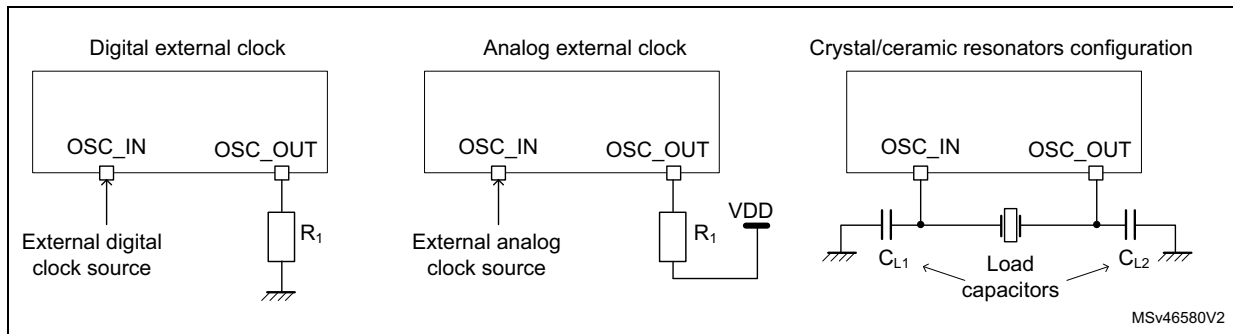 Digital external clock
OSC_IN
OSC_OUT
External digital
clock source
R1
Analog external clock
OSC_IN
OSC_OUT
External analog
clock source
R1
VDD
Crystal/ceramic resonators configuration
OSC_IN
OSC_OUT
CL1
Load
capacitors
CL2
MSv46580V2